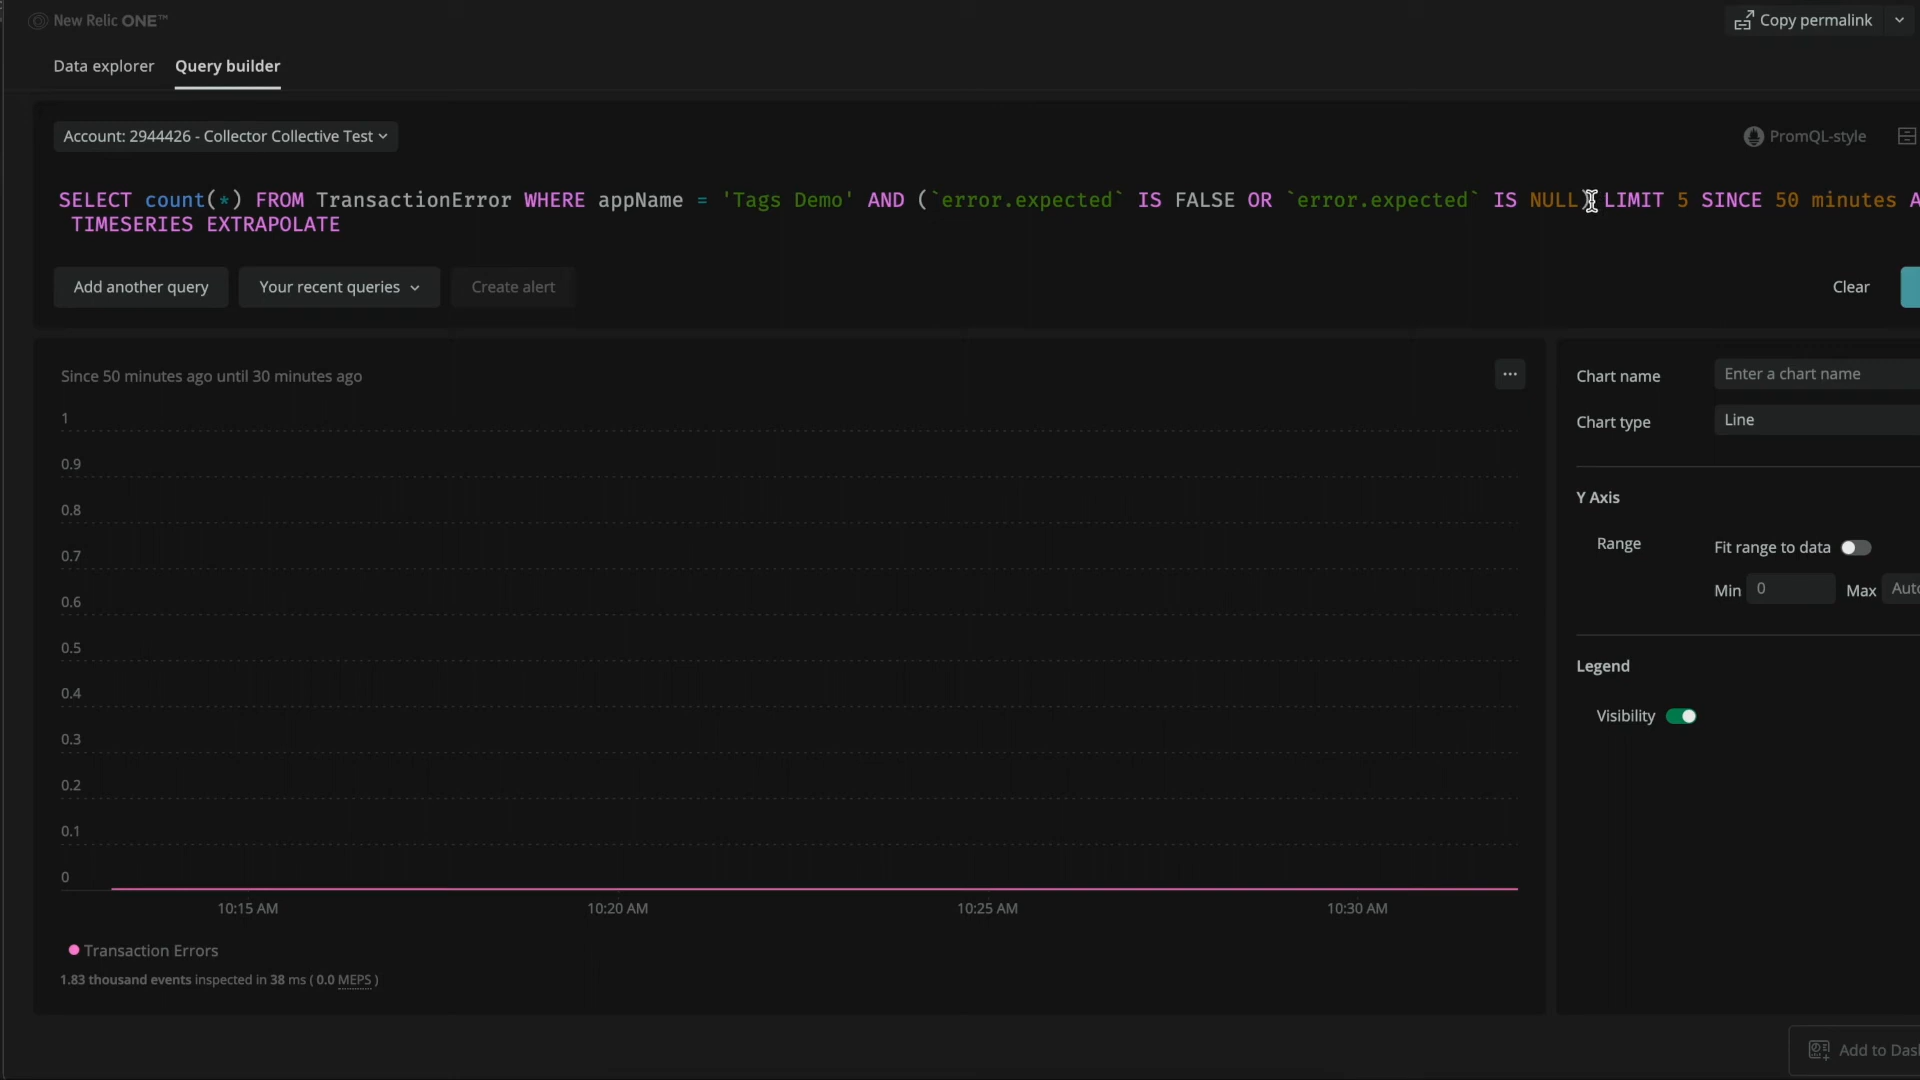 New Relic ONE™
Copy permalink
Data explorer Query builder
Account: 2944426 - Collector Collective Test
PromQL-style
SELECT count(*) FROM TransactionError WHERE appName = 'Tags Demo' AND (`error.expected` IS FALSE OR `error.expected` IS NULL) LIMIT 5 SINCE 50 minutes A
TIMESERIES EXTRAPOLATE
Add another query Your recent queries Create alert Clear
Since 50 minutes ago until 30 minutes ago
...
Chart name Enter a chart name
Chart type Line
Y Axis
Range Fit range to data
Min 0 Max Auto
Legend
Visibility
1
0.9
0.8
0.7
0.6
0.5
0.4
0.3
0.2
0.1
0
10:15 AM 10:20 AM 10:25 AM 10:30 AM
Transaction Errors
1.83 thousand events inspected in 38 ms ( 0.0 MEPS )
Add to Das